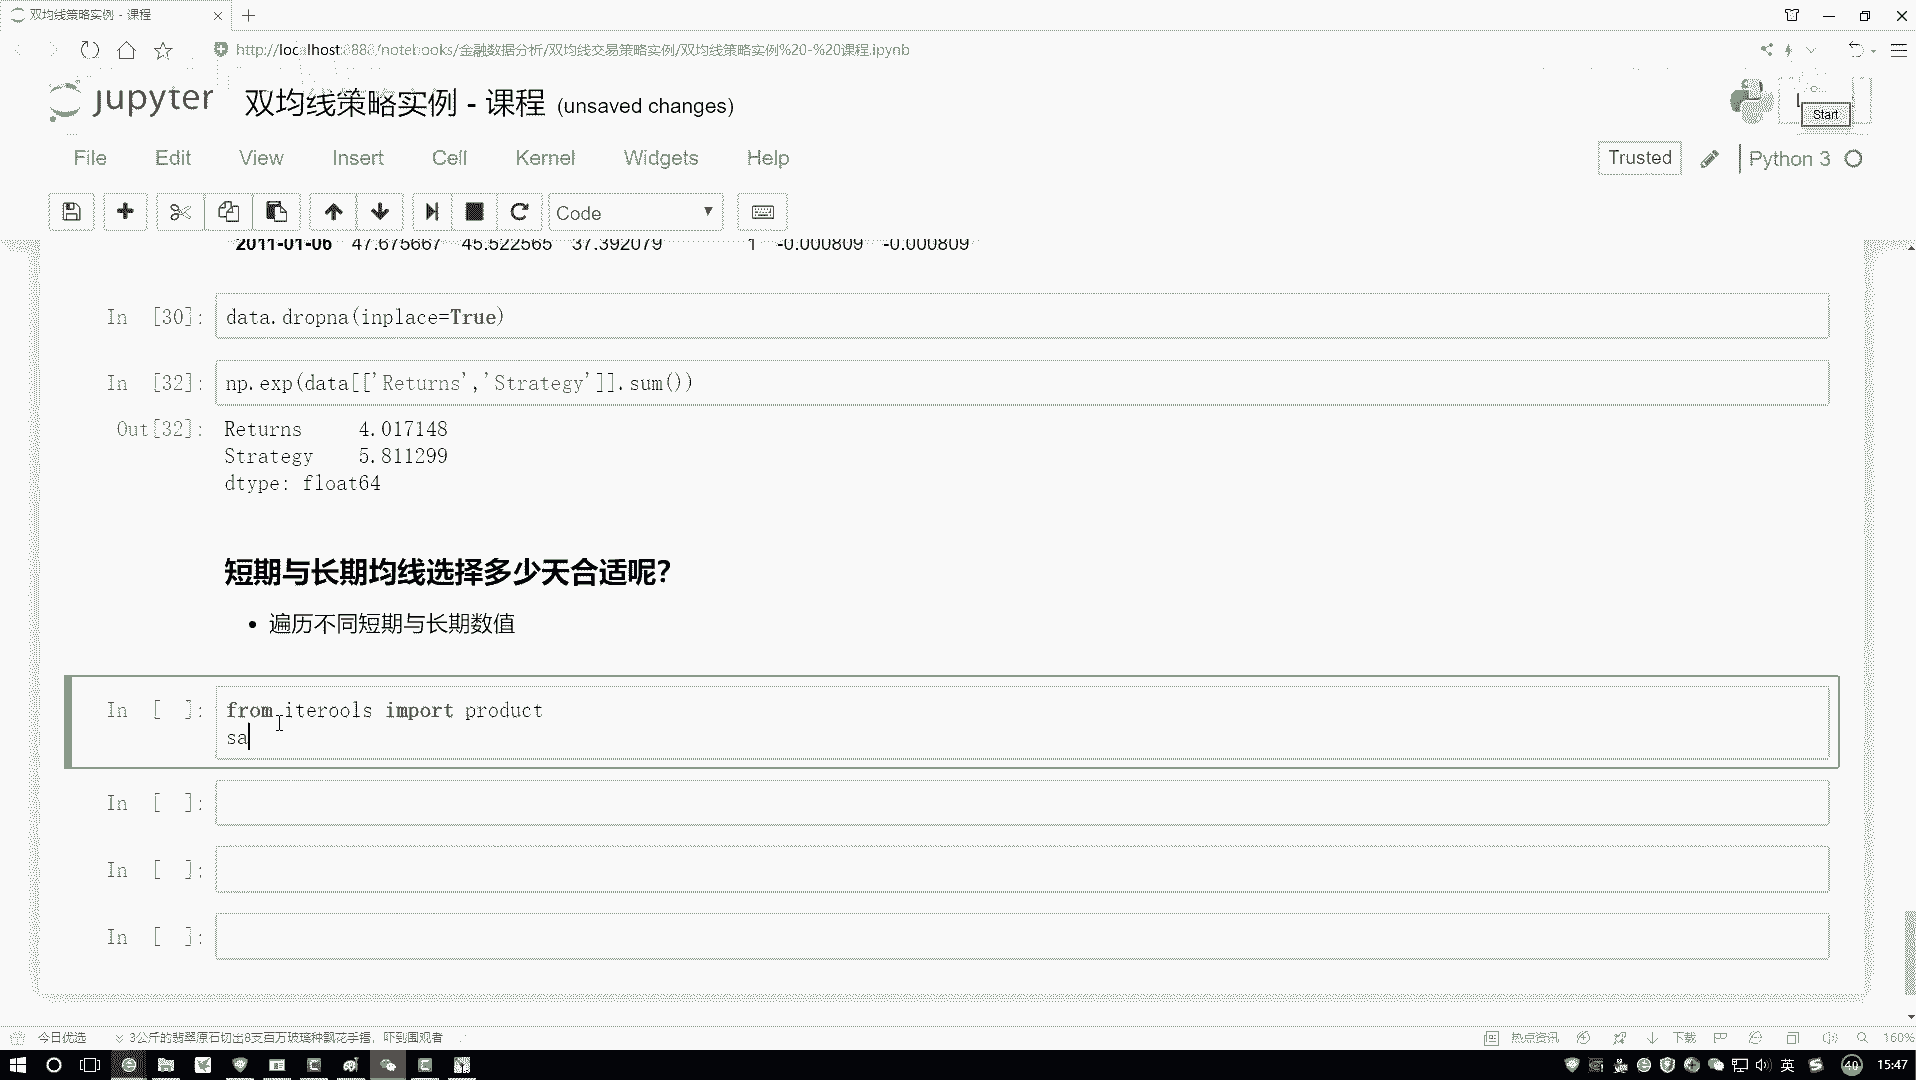 双均线策略实例 - 课程
http://localhost:8888/notebooks/金融数据分析/双均线交易策略实例/双均线策略实例%20-%20课程.ipynb
jupyter 双均线策略实例 - 课程 (unsaved changes)
Start
File Edit View Insert Cell Kernel Widgets Help
Trusted Python 3
Code
2011-01-06 47.675667 45.522565 37.392079 1 -0.000809 -0.000809
In [30]: data.dropna(inplace=True)
In [32]: np.exp(data[['Returns','Strategy']].sum())
Out[32]: Returns 4.017148
Strategy 5.811299
dtype: float64
短期与长期均线选择多少天合适呢？
• 遍历不同短期与长期数值
In [ ]: from iterools import product
sa
In [ ]:
In [ ]:
In [ ]:
今日优选 3公斤的翡翠原石切出8支百万玻璃种飘花手镯，吓到围观者
热点资讯 下载 160%
英 40 15:47